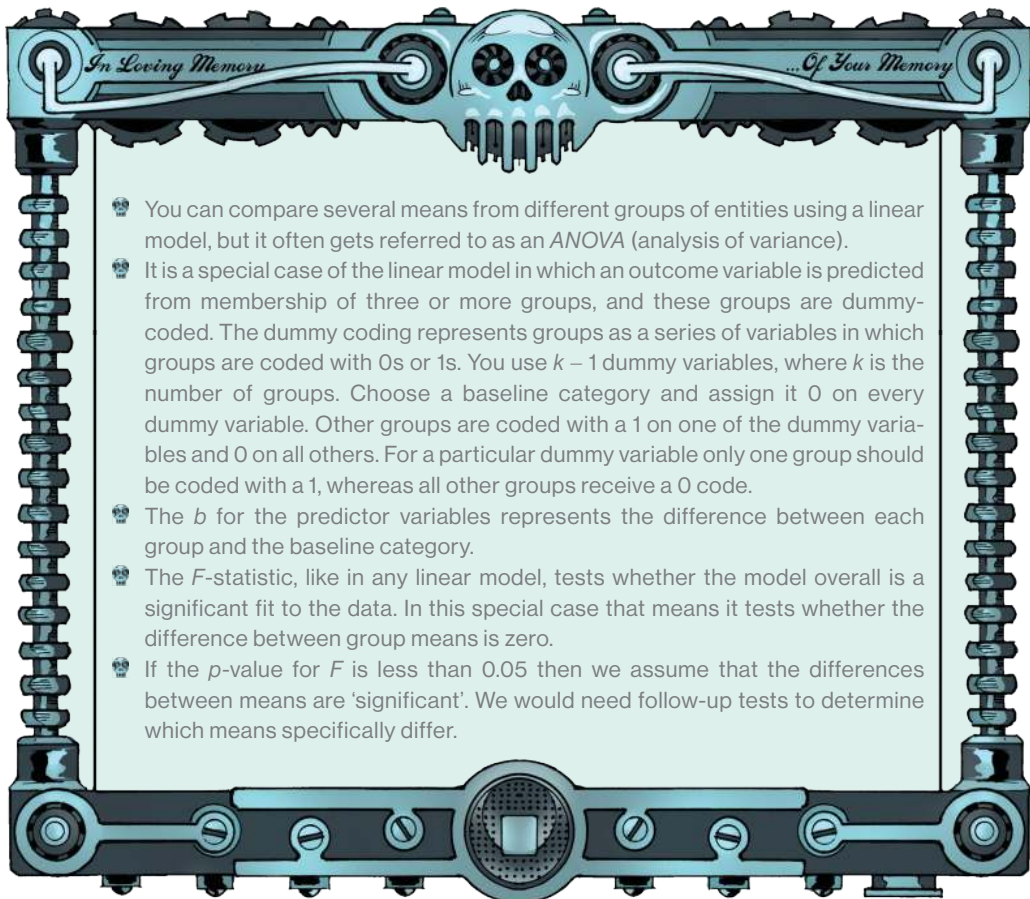 In Loving Memory
...Of Your Memory
You can compare several means from different groups of entities using a linear
model, but it often gets referred to as an ANOVA (analysis of variance).
It is a special case of the linear model in which an outcome variable is predicted
from membership of three or more groups, and these groups are dummy-
coded. The dummy coding represents groups as a series of variables in which
groups are coded with 0s or 1s. You use k – 1 dummy variables, where k is the
number of groups. Choose a baseline category and assign it 0 on every
dummy variable. Other groups are coded with a 1 on one of the dummy varia-
bles and 0 on all others. For a particular dummy variable only one group should
be coded with a 1, whereas all other groups receive a 0 code.
The b for the predictor variables represents the difference between each
group and the baseline category.
The F-statistic, like in any linear model, tests whether the model overall is a
significant fit to the data. In this special case that means it tests whether the
difference between group means is zero.
If the p-value for F is less than 0.05 then we assume that the differences
between means are ‘significant’. We would need follow-up tests to determine
which means specifically differ.